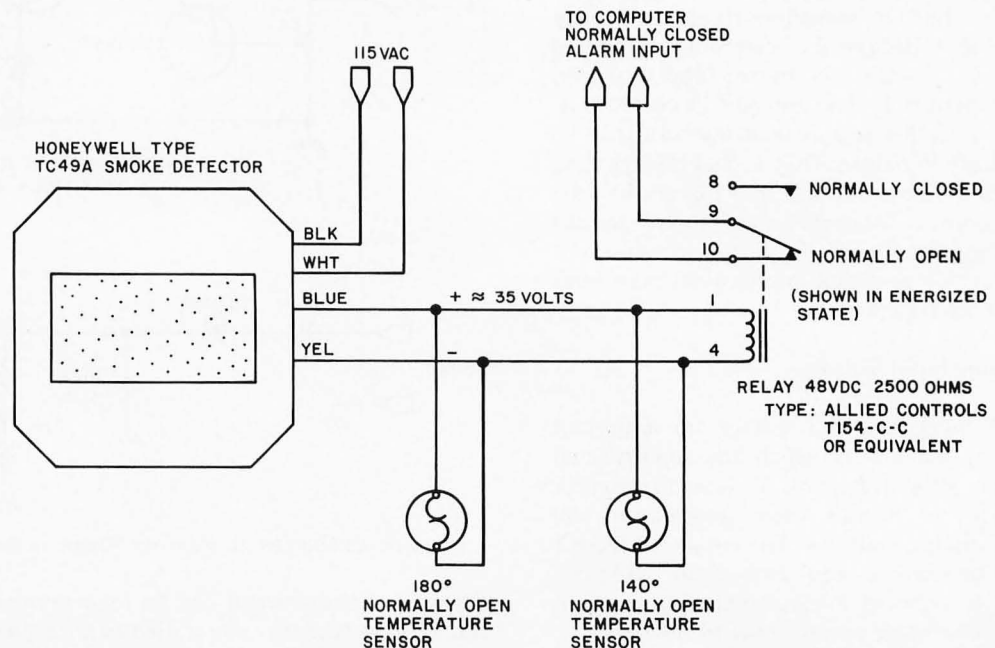 TO COMPUTER
NORMALLY CLOSED
ALARM INPUT
115VAC
HONEYWELL TYPE
TC49A SMOKE DETECTOR
8 NORMALLY CLOSED
9
BLK
10 NORMALLY OPEN
WHT
BLUE
+ ≈ 35 VOLTS
1
(SHOWN IN ENERGIZED
STATE)
YEL
–
4
RELAY 48VDC 2500 OHMS
TYPE: ALLIED CONTROLS
T154-C-C
OR EQUIVALENT
180°
NORMALLY OPEN
TEMPERATURE
SENSOR
140°
NORMALLY OPEN
TEMPERATURE
SENSOR